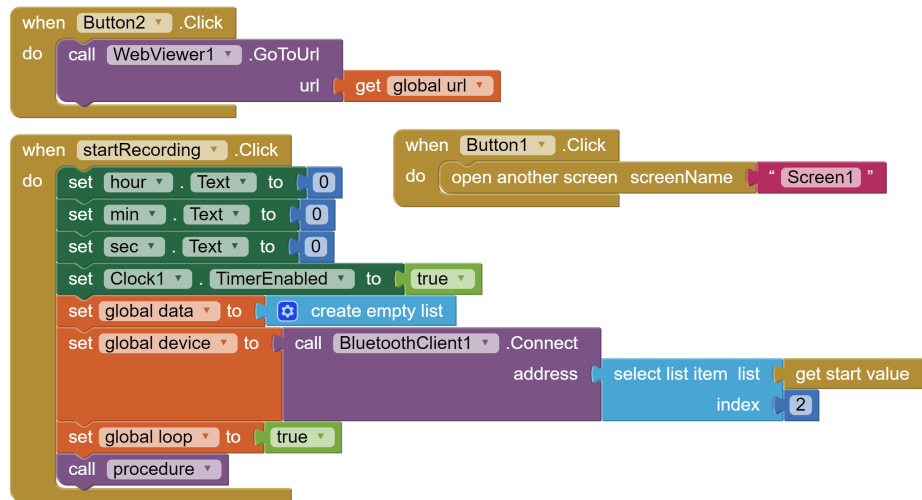 when Button2 .Click
do call WebViewer1 .GoToUrl
url get global url
when startRecording .Click
do set hour . Text to 0
set min . Text to 0
set sec . Text to 0
set Clock1 . TimerEnabled to true
set global data to create empty list
set global device to call BluetoothClient1 .Connect
address select list item list get start value
index 2
set global loop to true
call procedure
when Button1 .Click
do open another screen screenName " Screen1 "